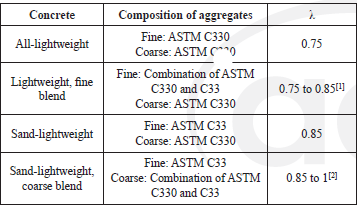 Concrete Composition of aggregates λ
All-lightweight
Fine: ASTM C330
Coarse: ASTM
0.75
Lightweight, fine
blend
Fine: Combination of ASTM
C330 and C33
Coarse: ASTM C330
0.75 to 0.85[1]
Sand-lightweight
Fine: ASTM C33
Coarse: ASTM C330
0.85
Sand-lightweight,
coarse blend
Fine: ASTM C33
Coarse: Combination of ASTM
C330 and C33
0.85 to 1[2]